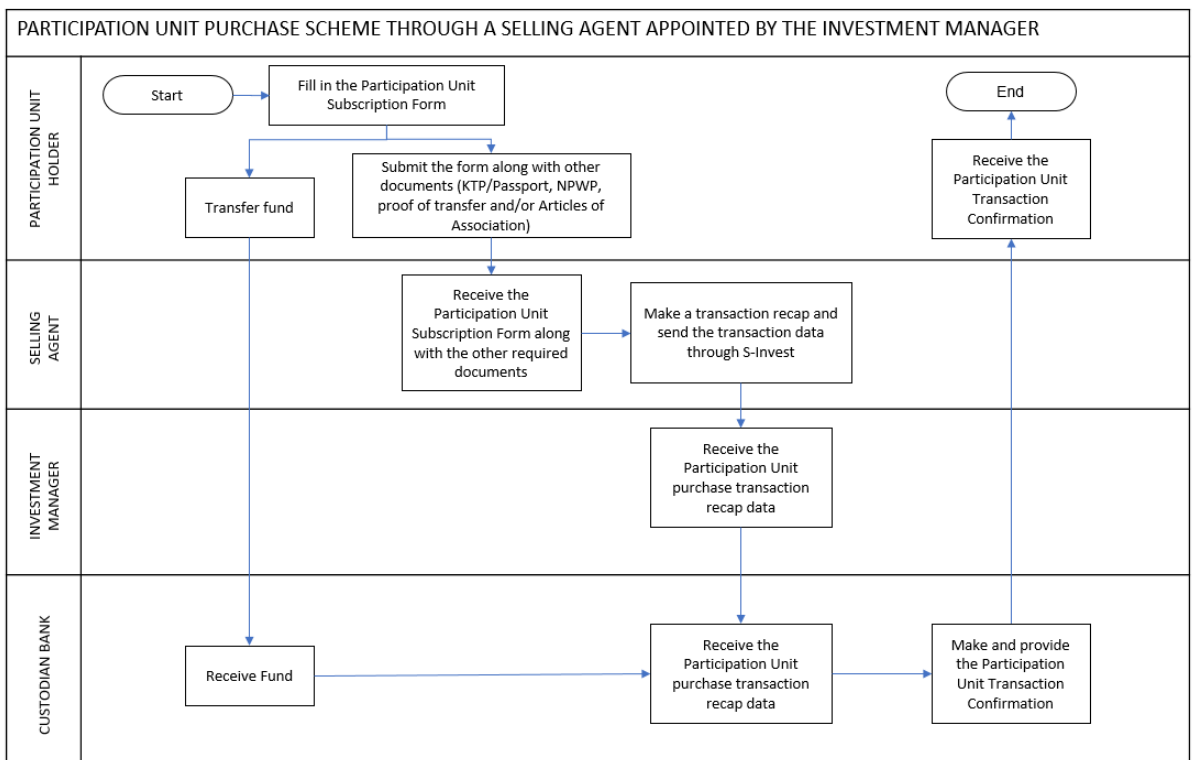 PARTICIPATION UNIT PURCHASE SCHEME THROUGH A SELLING AGENT APPOINTED BY THE INVESTMENT MANAGER
PARTICIPATION UNIT
HOLDER
Start
Fill in the Participation Unit
Subscription Form
End
Transfer fund
Submit the form along with other
documents (KTP/Passport, NPWP,
proof of transfer and/or Articles of
Association)
Receive the
Participation Unit
Transaction
Confirmation
SELLING
AGENT
Receive the
Participation Unit
Subscription Form along
with the other required
documents
Make a transaction recap and
send the transaction data
through S-Invest
INVESTMENT
MANAGER
Receive the
Participation Unit
purchase transaction
recap data
CUSTODIAN BANK
Receive Fund
Receive the
Participation Unit
purchase transaction
recap data
Make and provide
the Participation
Unit Transaction
Confirmation